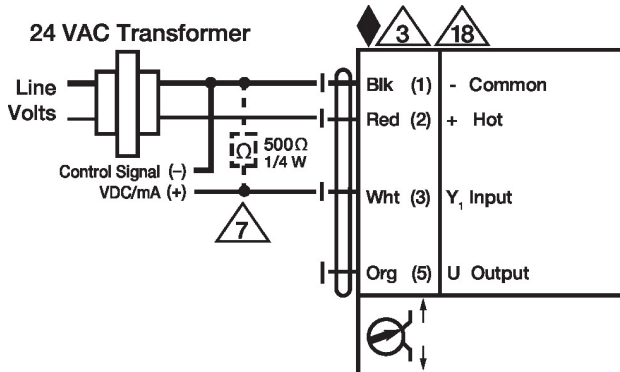 24 VAC Transformer
3
18
Line
Volts
Blk (1) - Common
Red (2) + Hot
Ω
500Ω
1/4 W
Control Signal (-)
VDC/mA (+)
Wht (3) Y₁ Input
7
Org (5) U Output